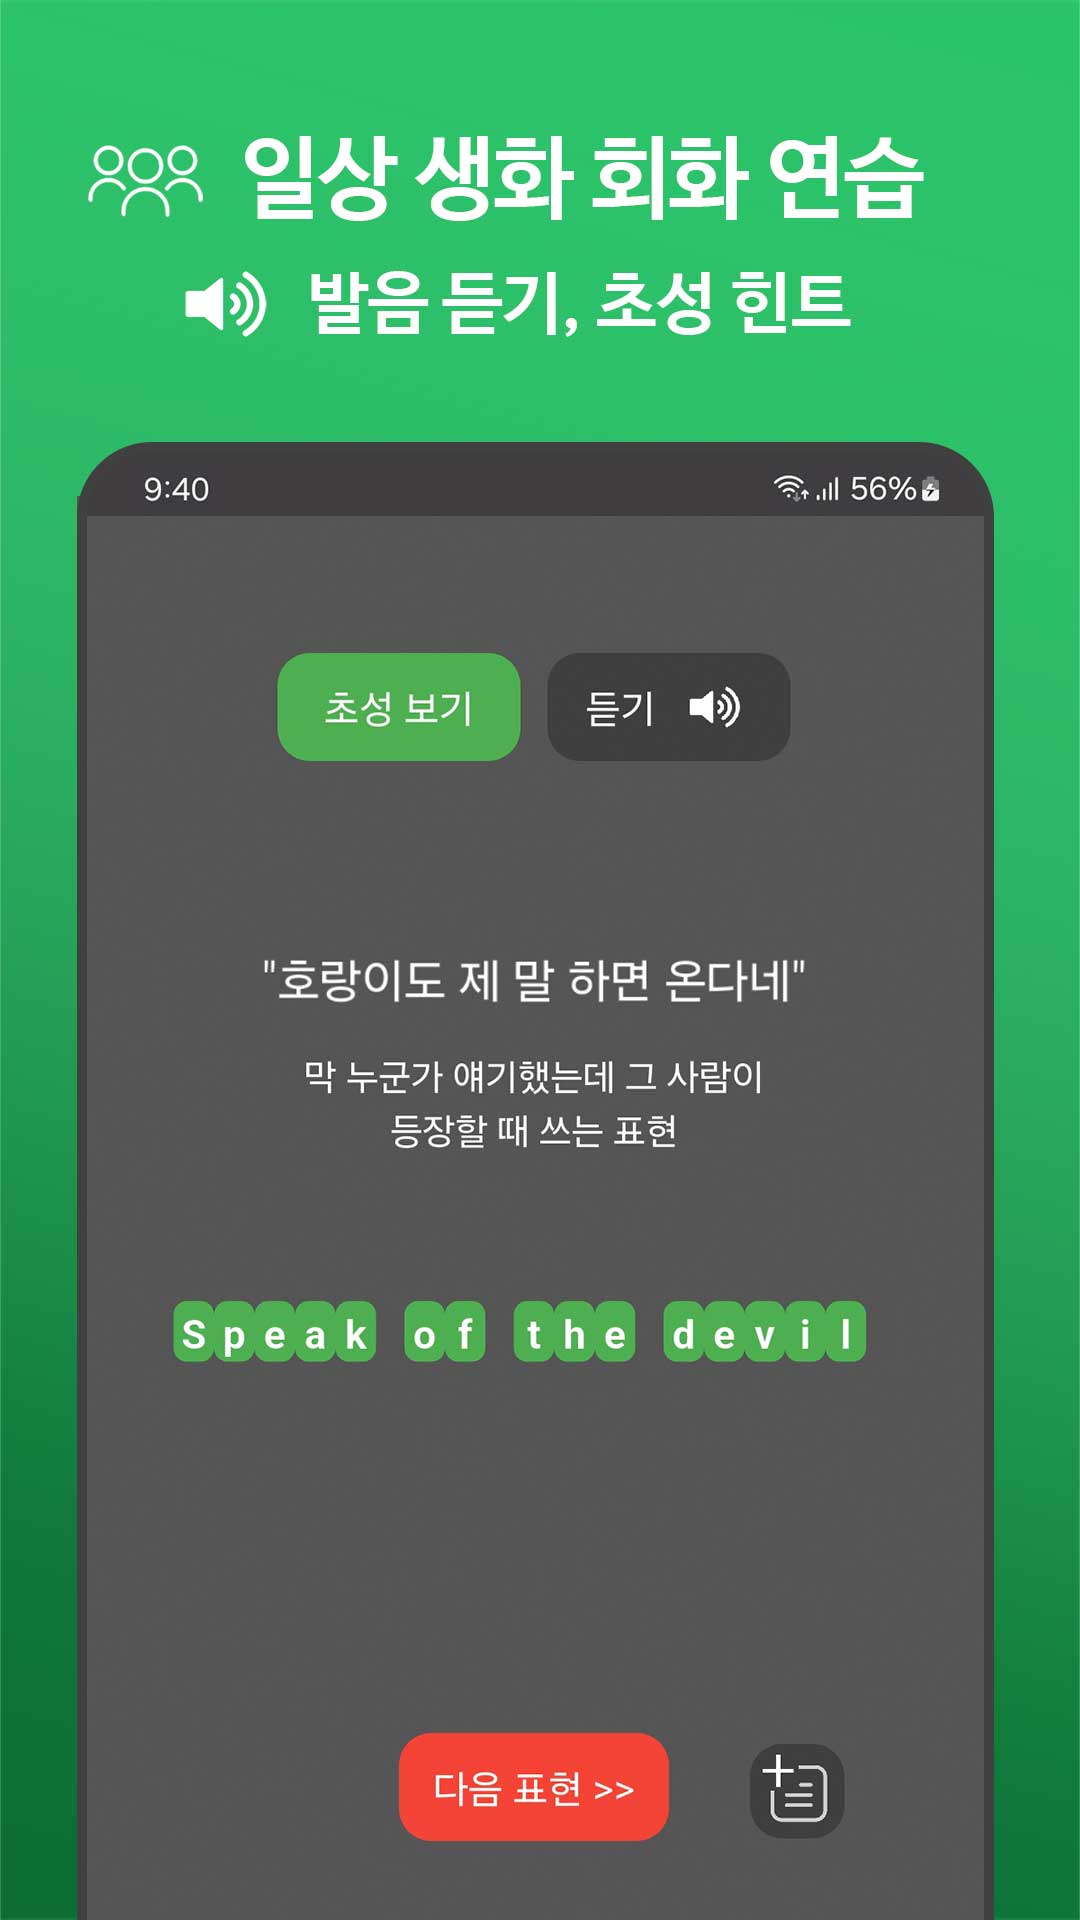 일상 생화 회화 연습
발음 듣기, 초성 힌트
9:40 56%
초성 보기 듣기
"호랑이도 제 말 하면 온다네"
막 누군가 얘기했는데 그 사람이
등장할 때 쓰는 표현
Speak of the devil
다음 표현 >>